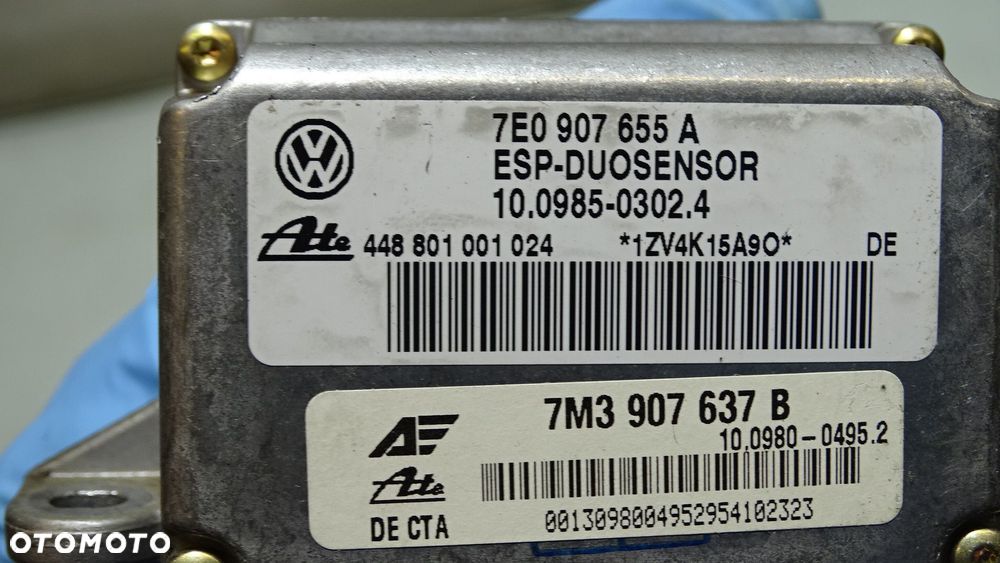 7E0 907 655 A
ESP-DUOSENSOR
10.0985-0302.4
Ate 448 801 001 024 *1ZV4K15A9O* DE
7M3 907 637 B
10.0980-0495.2
Ate
DE CTA 0013098004952954102323
OTOMOTO